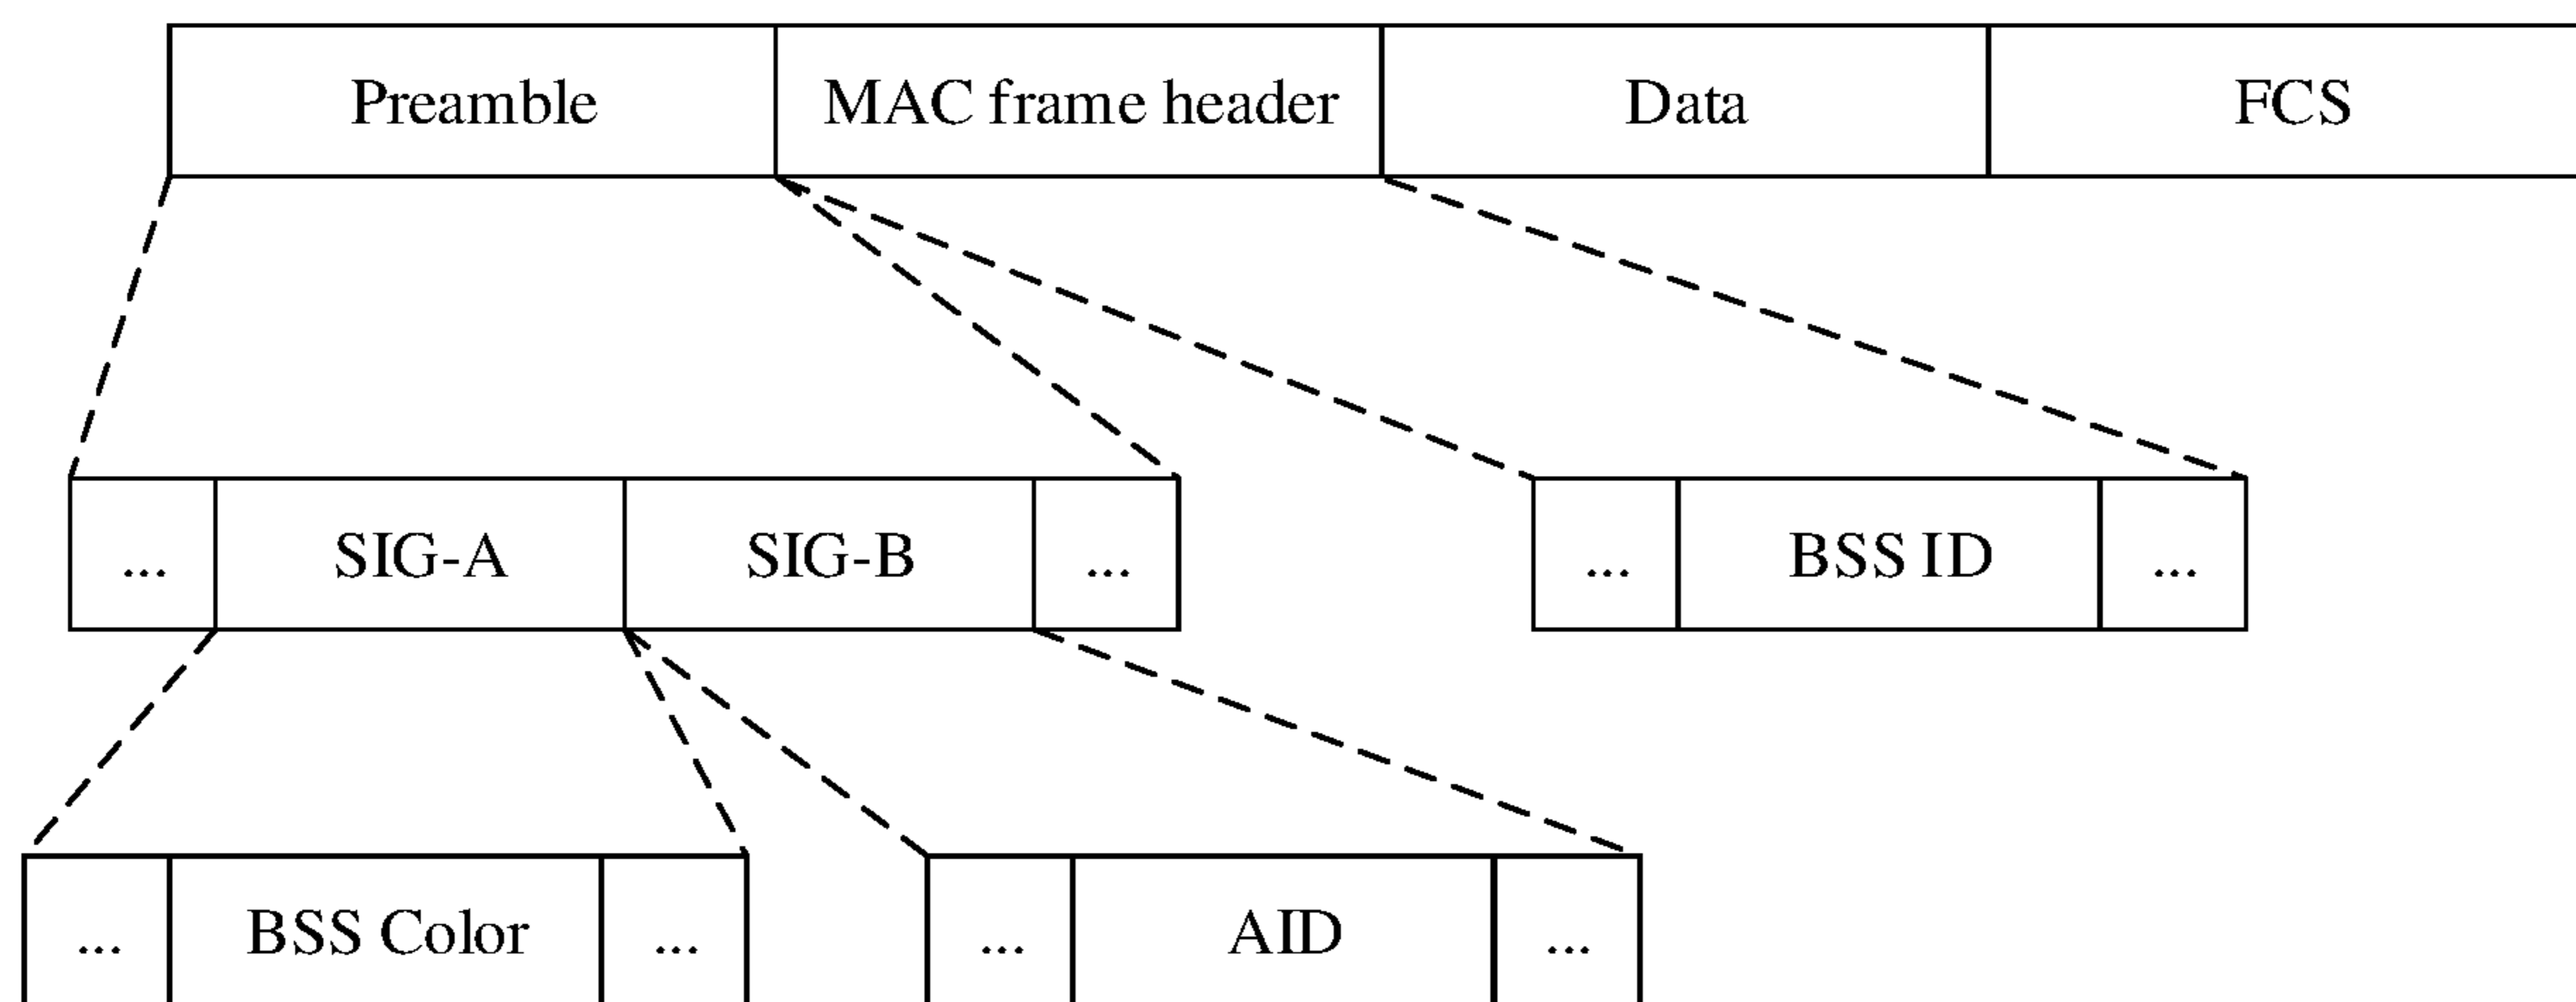 Preamble MAC frame header Data FCS
... SIG-A SIG-B ... ... BSS ID ...
... BSS Color ... ... AID ...